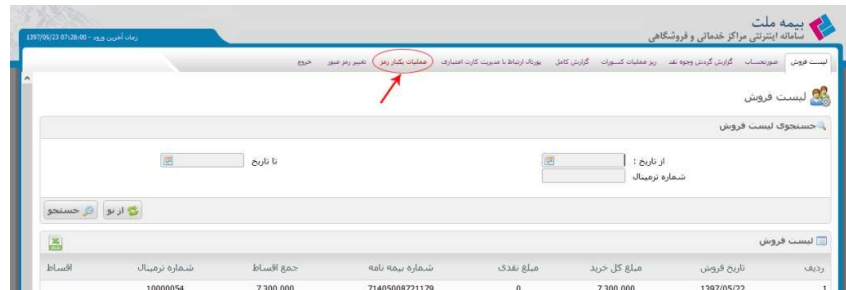 بیمه ملت
سامانه اینترنتی مراکز خدماتی و فروشگاهی
زمان آخرین ورود - 07:28:00 1397/05/23
لیست فروش صورتحساب گزارش گردش وجوه نقد ریز عملیات کسورات گزارش کامل پورتال ارتباط با مدیریت کارت اعتباری عملیات یکبار رمز تغییر رمز عبور خروج
لیست فروش
جستجوی لیست فروش
از تاریخ : تا تاریخ
شماره ترمینال
از نو جستجو
لیست فروش
ردیف تاریخ فروش مبلغ کل خرید مبلغ نقدی شماره بیمه نامه جمع اقساط شماره ترمینال اقساط
1 1397/05/22 7,300,000 0 71405008721179 7,300,000 10000054